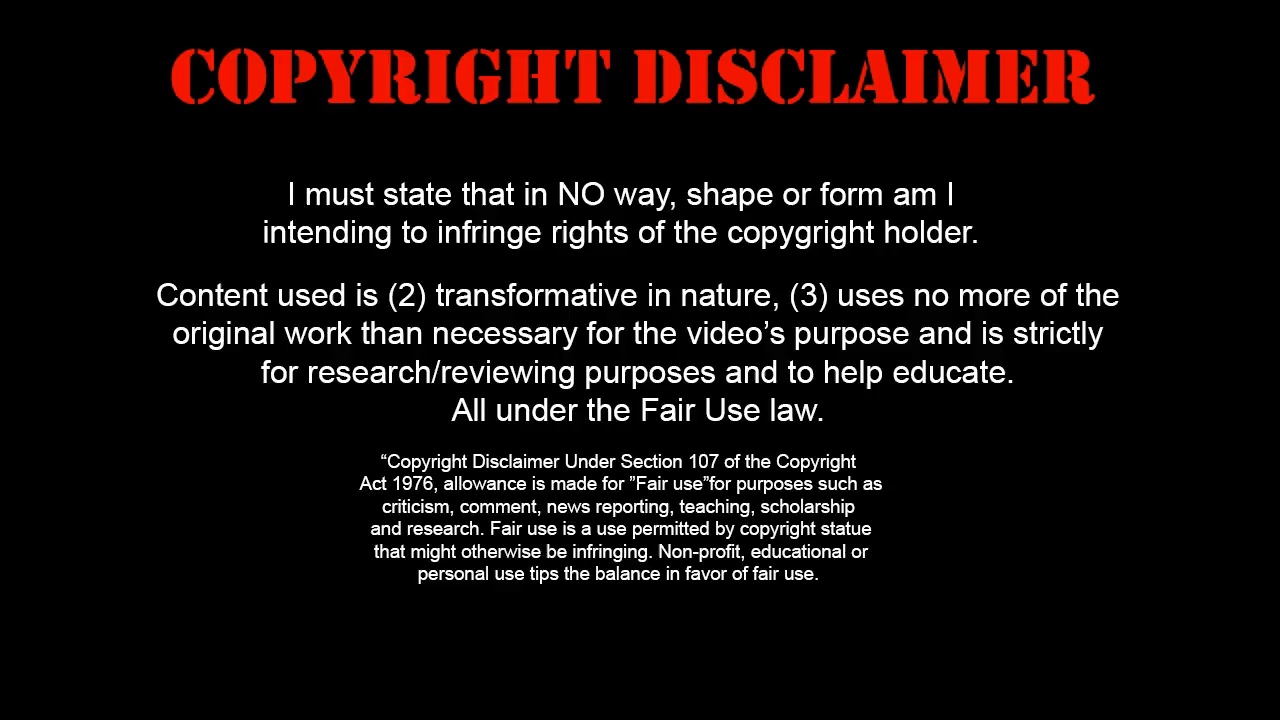 COPYRIGHT DISCLAIMER
I must state that in NO way, shape or form am I
intending to infringe rights of the copygright holder.
Content used is (2) transformative in nature, (3) uses no more of the
original work than necessary for the video’s purpose and is strictly
for research/reviewing purposes and to help educate.
All under the Fair Use law.
“Copyright Disclaimer Under Section 107 of the Copyright
Act 1976, allowance is made for ”Fair use”for purposes such as
criticism, comment, news reporting, teaching, scholarship
and research. Fair use is a use permitted by copyright statue
that might otherwise be infringing. Non-profit, educational or
personal use tips the balance in favor of fair use.